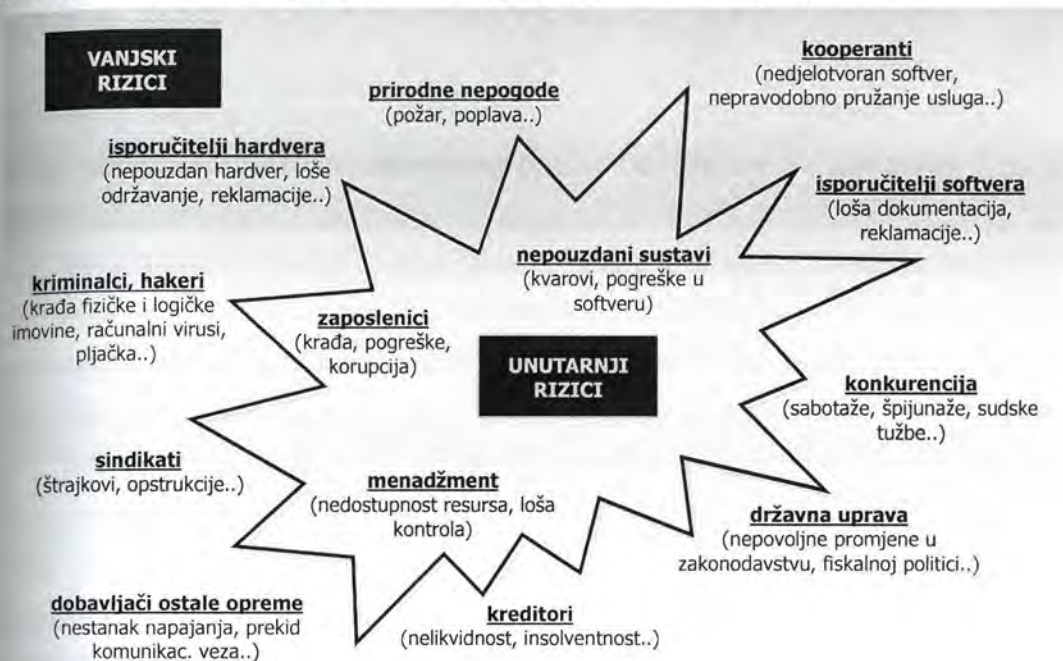 VANJSKI
RIZICI
kooperanti
(nedjelotvoran softver,
nepravodobno pružanje usluga..)
prirodne nepogode
(požar, poplava..)
isporučitelji hardvera
(nepouzdan hardver, loše
održavanje, reklamacije..)
isporučitelji softvera
(loša dokumentacija,
reklamacije..)
nepouzdani sustavi
(kvarovi, pogreške u
softveru)
kriminalci, hakeri
(krađa fizičke i logičke
imovine, računalni virusi,
pljačka..)
zaposlenici
(krađa, pogreške,
korupcija)
UNUTARNJI
RIZICI
konkurencija
(sabotaže, špijunaže, sudske
tužbe..)
sindikati
(štrajkovi, opstrukcije..)
menadžment
(nedostupnost resursa, loša
kontrola)
državna uprava
(nepovoljne promjene u
zakonodavstvu, fiskalnoj politici..)
dobavljači ostale opreme
(nestanak napajanja, prekid
komunikac. veza..)
kreditori
(nelikvidnost, insolventnost..)